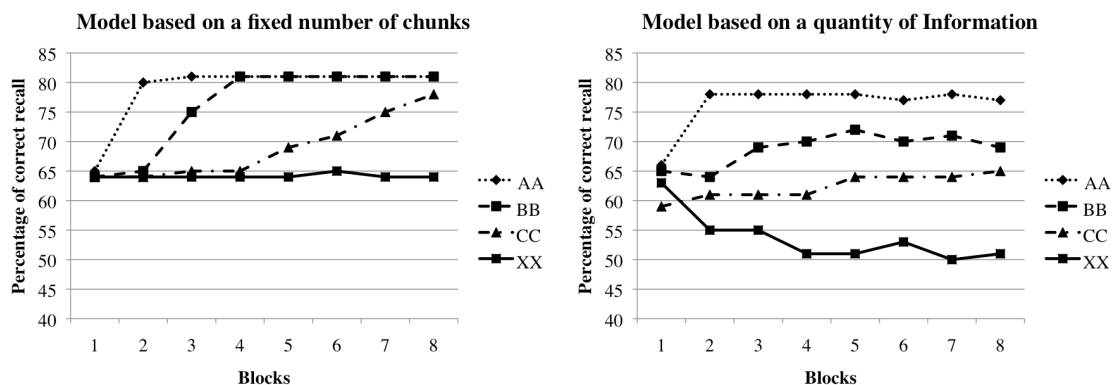 Model based on a fixed number of chunks
85
80
75
70
65
60
55
50
45
40
Percentage of correct recall
1 2 3 4 5 6 7 8
Blocks
AA
BB
CC
XX
Model based on a quantity of Information
85
80
75
70
65
60
55
50
45
40
Percentage of correct recall
1 2 3 4 5 6 7 8
Blocks
AA
BB
CC
XX